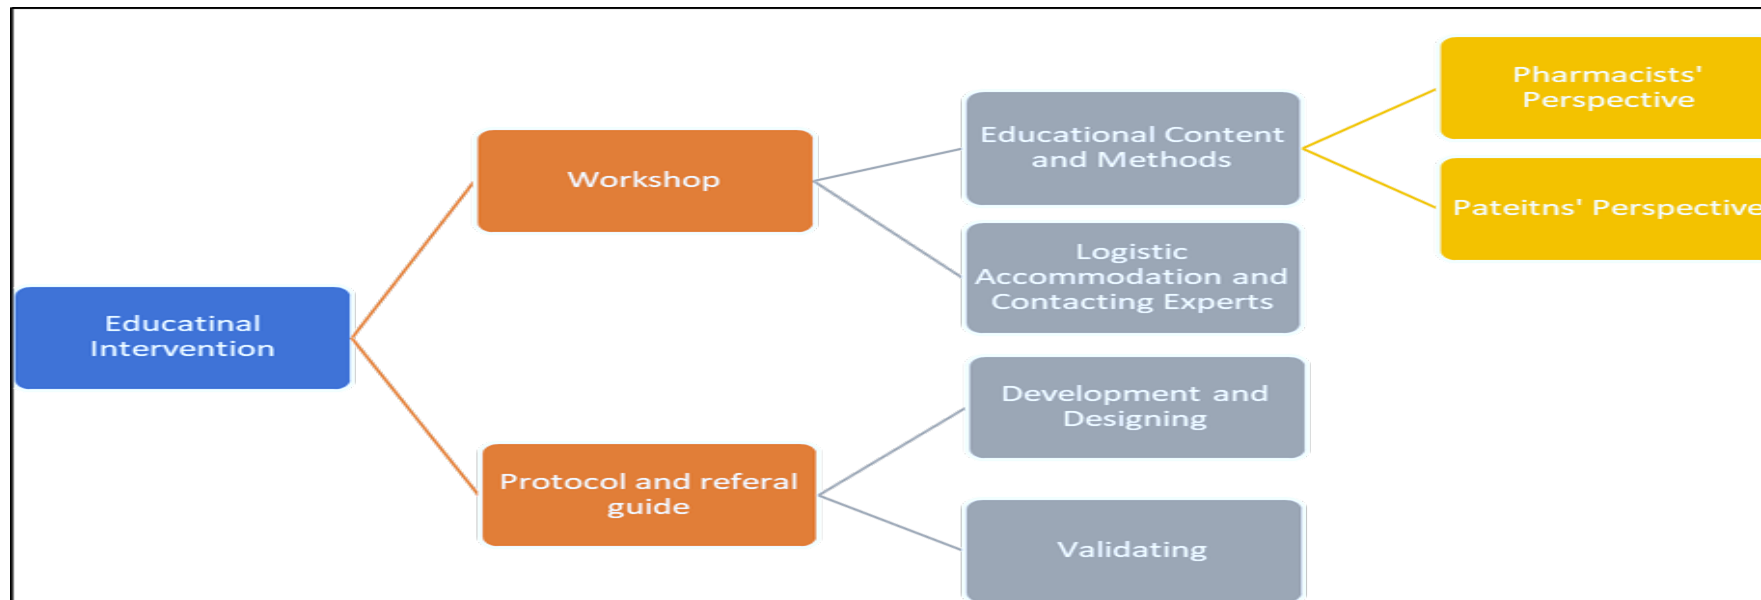 Educatinal
Intervention
Workshop
Protocol and referal
guide
Educational Content
and Methods
Logistic
Accommodation and
Contacting Experts
Development and
Designing
Validating
Pharmacists'
Perspective
Pateitns' Perspective